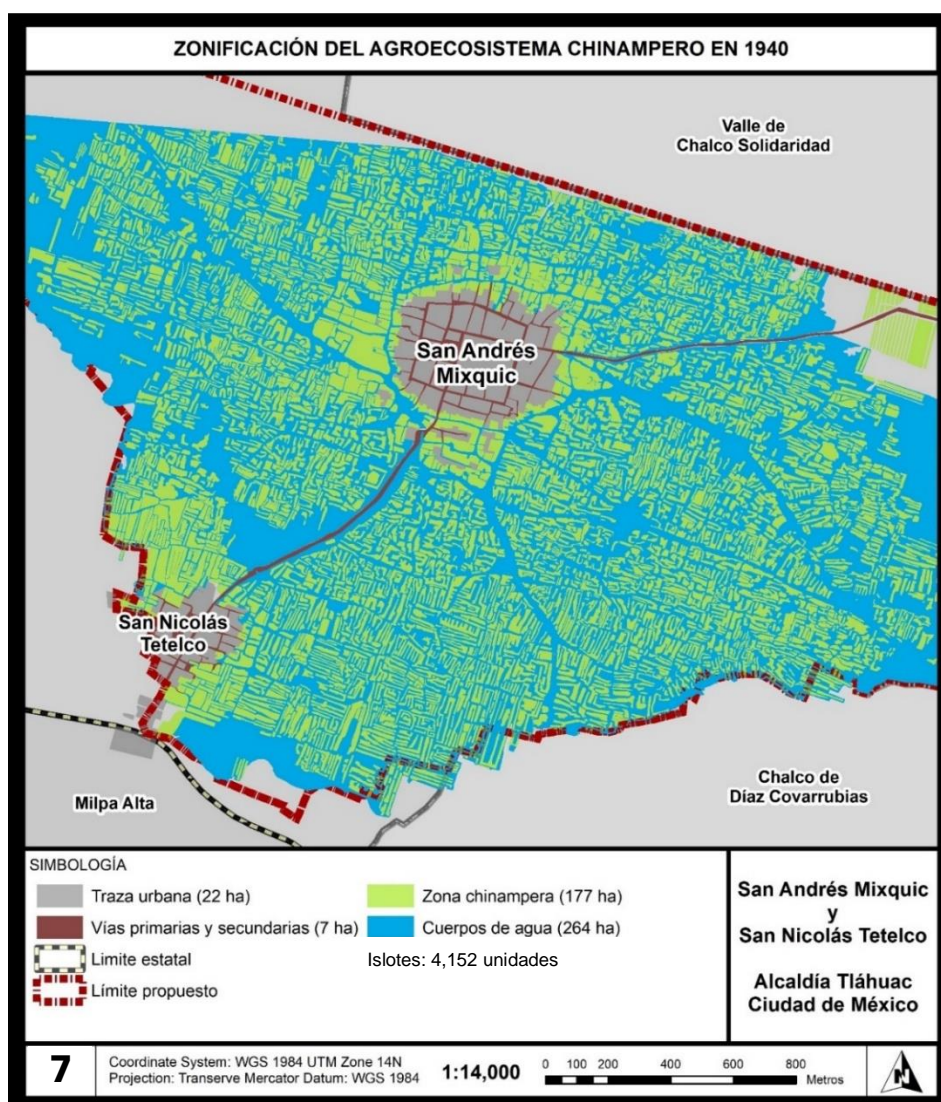 ZONIFICACIÓN DEL AGROECOSISTEMA CHINAMPERO EN 1940
Valle de
Chalco Solidaridad
San Andrés
Mixquic
San Nicolás
Tetelco
Milpa Alta
Chalco de
Díaz Covarrubias
SIMBOLOGÍA
Traza urbana (22 ha)
Zona chinampera (177 ha)
Vías primarias y secundarias (7 ha)
Cuerpos de agua (264 ha)
Limite estatal
Islotes: 4,152 unidades
Límite propuesto
San Andrés Mixquic
y
San Nicolás Tetelco
Alcaldía Tláhuac
Ciudad de México
7
Coordinate System: WGS 1984 UTM Zone 14N
Projection: Transerve Mercator Datum: WGS 1984
1:14,000
0 100 200 400 600 800
Metros
N